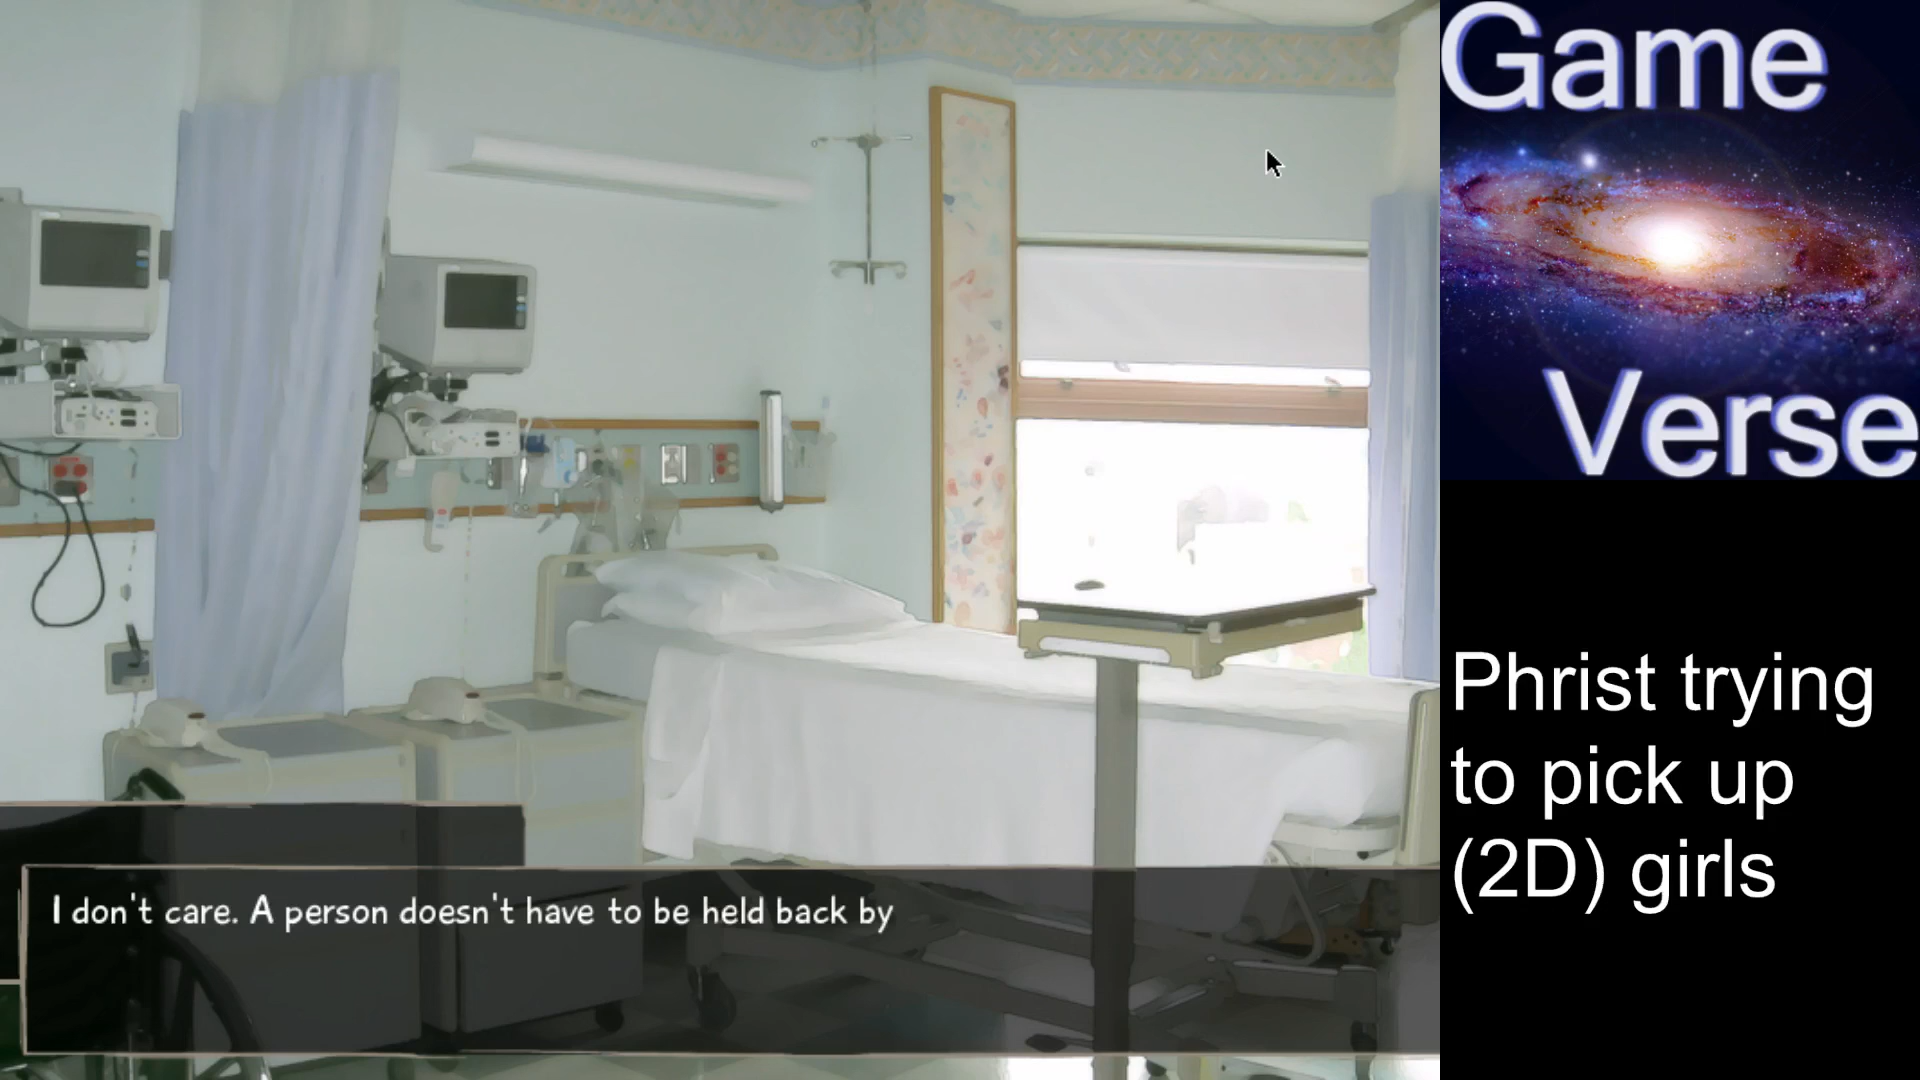 Game
Verse
I don't care. A person doesn't have to be held back by
Phrist trying
to pick up
(2D) girls